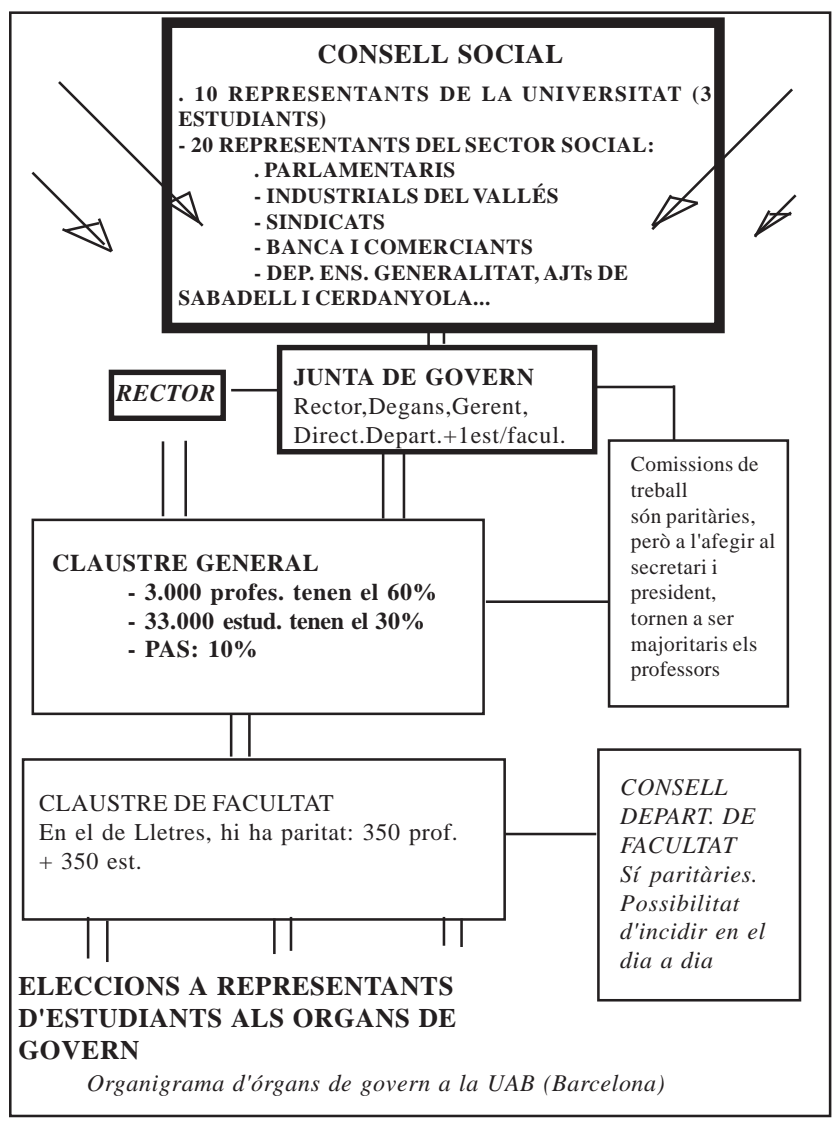 CONSELL SOCIAL
. 10 REPRESENTANTS DE LA UNIVERSITAT (3
ESTUDIANTS)
- 20 REPRESENTANTS DEL SECTOR SOCIAL:
. PARLAMENTARIS
- INDUSTRIALS DEL VALLÉS
- SINDICATS
- BANCA I COMERCIANTS
- DEP. ENS. GENERALITAT, AJTs DE
SABADELL I CERDANYOLA...
RECTOR
JUNTA DE GOVERN
Rector,Degans,Gerent,
Direct.Depart.+1est/facul.
Comissions de
treball
són paritàries,
però a l'afegir al
secretari i
president,
tornen a ser
majoritaris els
professors
CLAUSTRE GENERAL
- 3.000 profes. tenen el 60%
- 33.000 estud. tenen el 30%
- PAS: 10%
CLAUSTRE DE FACULTAT
En el de Lletres, hi ha paritat: 350 prof.
+ 350 est.
CONSELL
DEPART. DE
FACULTAT
Sí paritàries.
Possibilitat
d'incidir en el
dia a dia
ELECCIONS A REPRESENTANTS
D'ESTUDIANTS ALS ORGANS DE
GOVERN
Organigrama d'órgans de govern a la UAB (Barcelona)